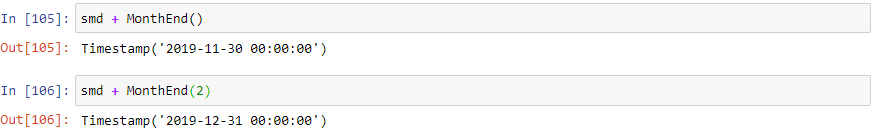 In [105]: smd + MonthEnd()
Out[105]: Timestamp('2019-11-30 00:00:00')
In [106]: smd + MonthEnd(2)
Out[106]: Timestamp('2019-12-31 00:00:00')